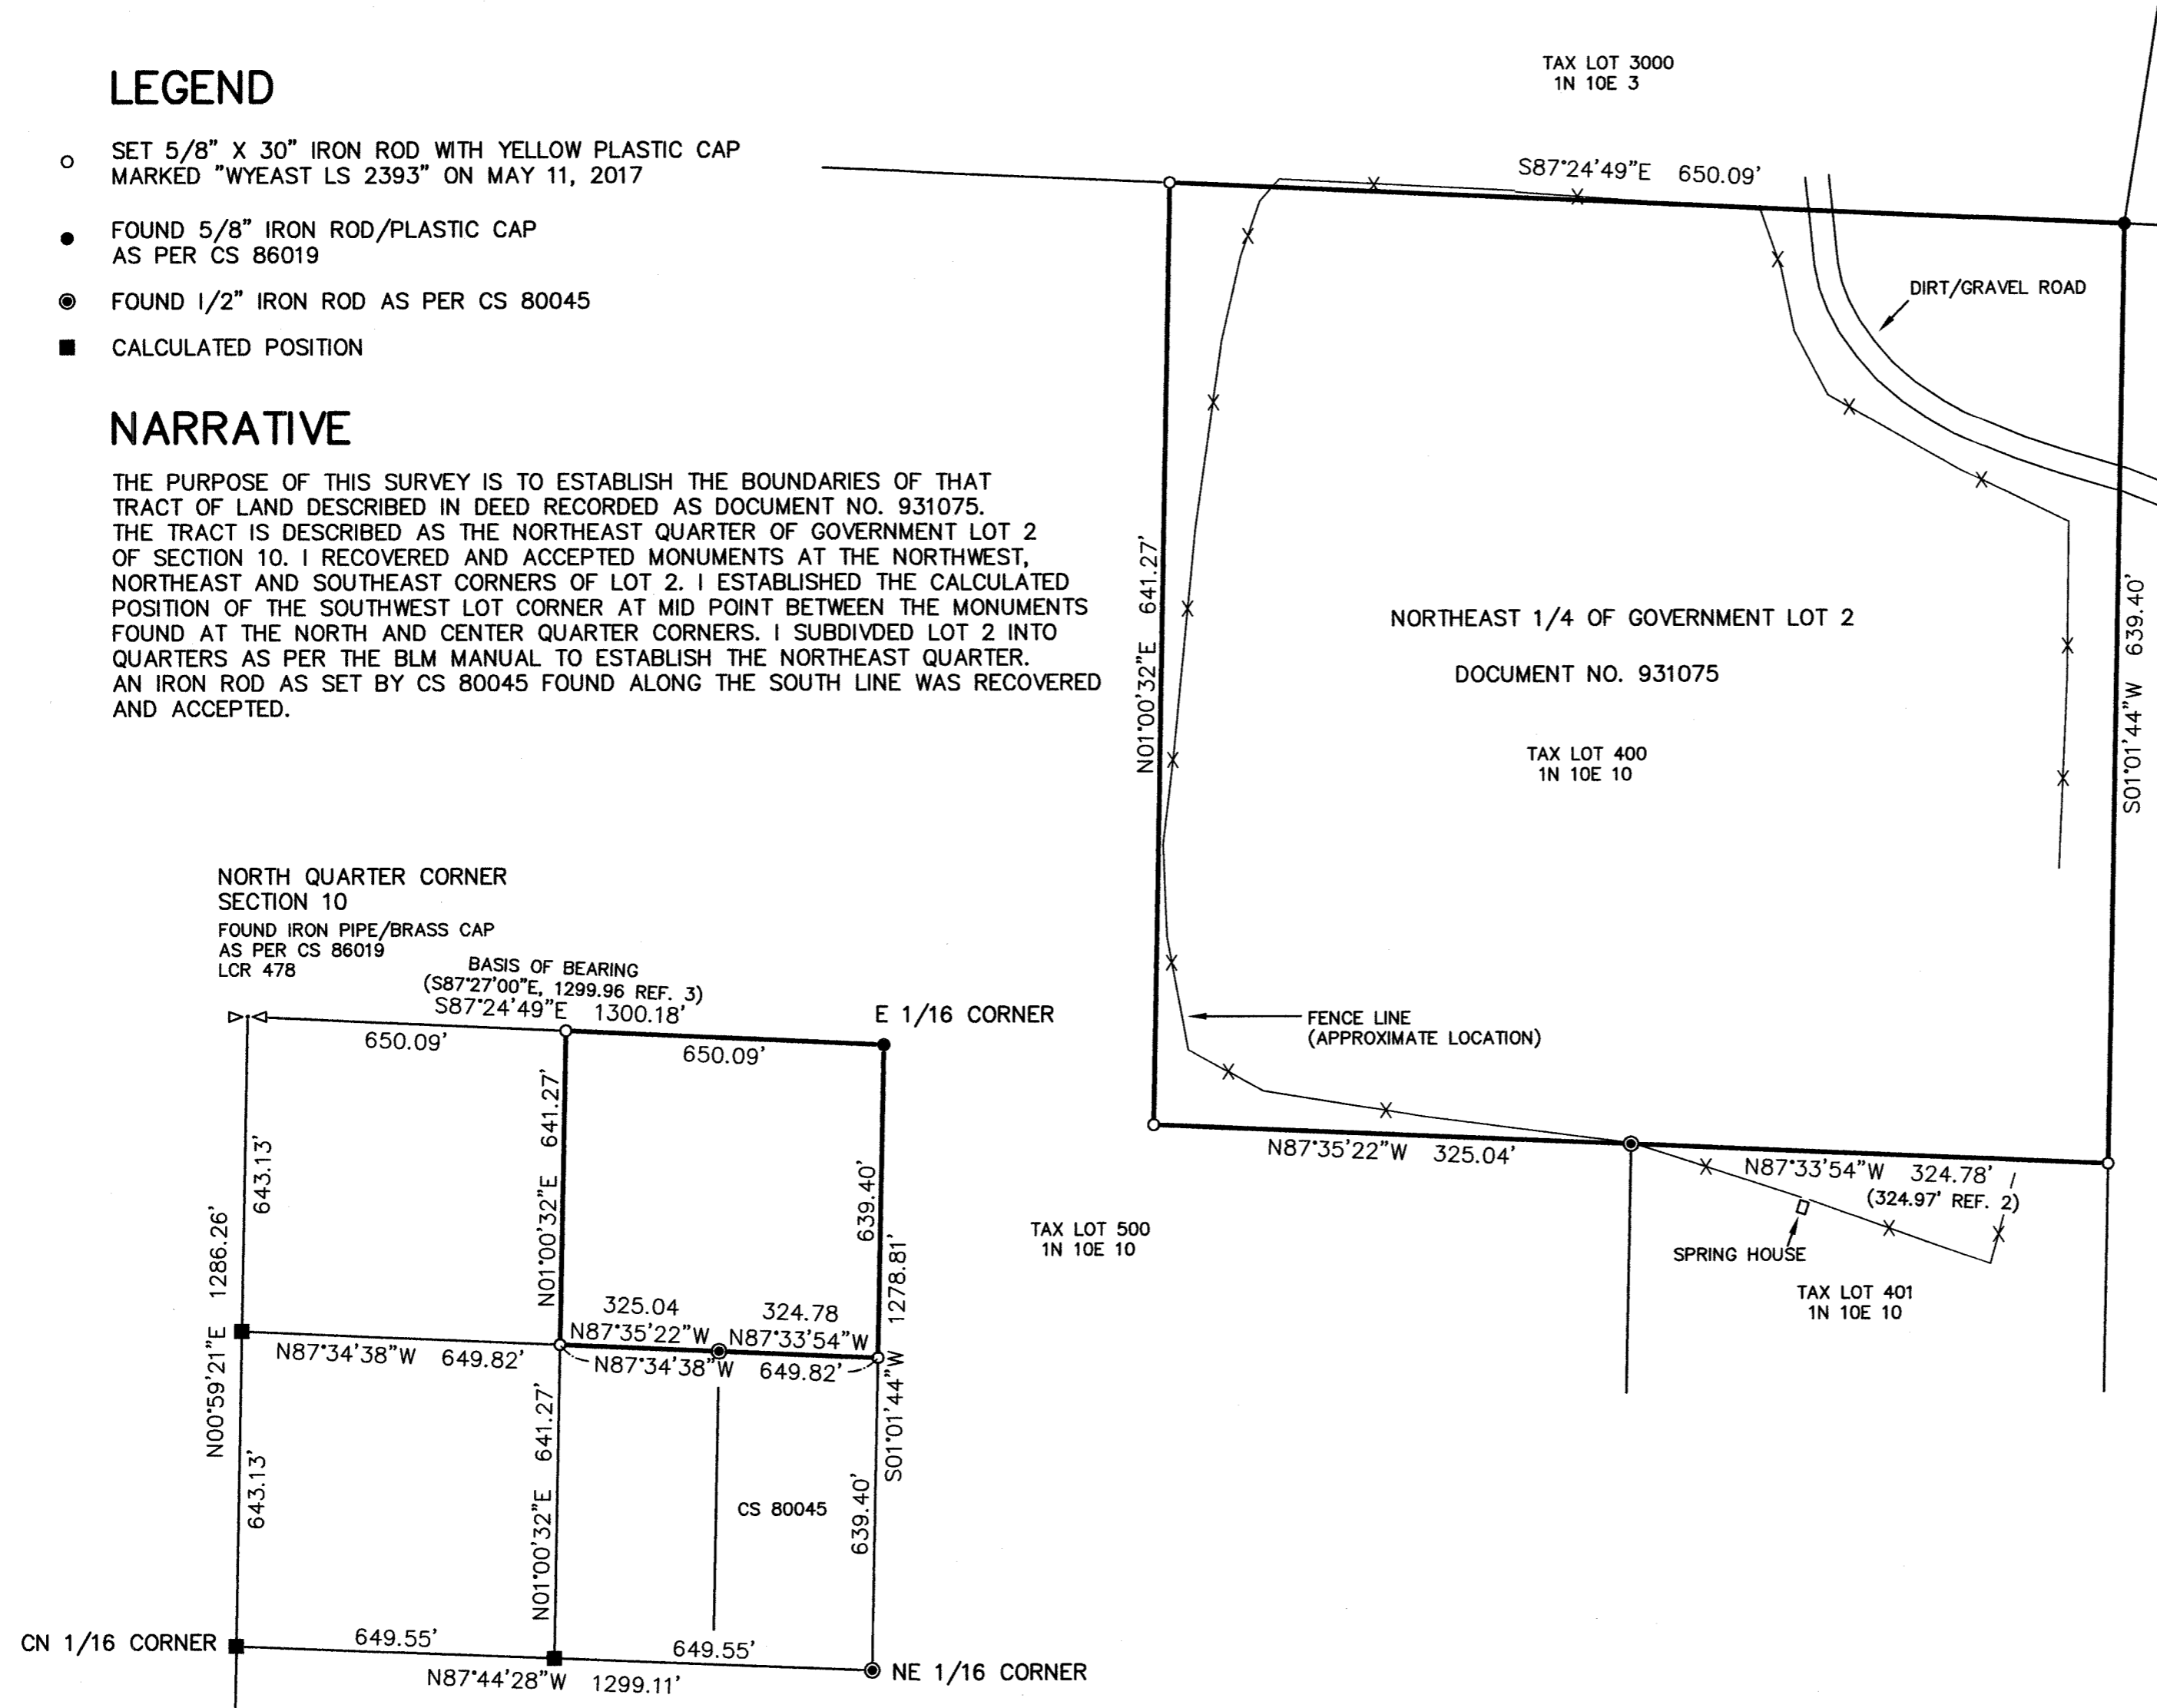 LEGEND
SET 5/8" X 30" IRON ROD WITH YELLOW PLASTIC CAP
MARKED "WYEAST LS 2393" ON MAY 11, 2017
FOUND 5/8" IRON ROD/PLASTIC CAP
AS PER CS 86019
FOUND 1/2" IRON ROD AS PER CS 80045
CALCULATED POSITION
NARRATIVE
THE PURPOSE OF THIS SURVEY IS TO ESTABLISH THE BOUNDARIES OF THAT
TRACT OF LAND DESCRIBED IN DEED RECORDED AS DOCUMENT NO. 931075.
THE TRACT IS DESCRIBED AS THE NORTHEAST QUARTER OF GOVERNMENT LOT 2
OF SECTION 10. I RECOVERED AND ACCEPTED MONUMENTS AT THE NORTHWEST,
NORTHEAST AND SOUTHEAST CORNERS OF LOT 2. I ESTABLISHED THE CALCULATED
POSITION OF THE SOUTHWEST LOT CORNER AT MID POINT BETWEEN THE MONUMENTS
FOUND AT THE NORTH AND CENTER QUARTER CORNERS. I SUBDIVDED LOT 2 INTO
QUARTERS AS PER THE BLM MANUAL TO ESTABLISH THE NORTHEAST QUARTER.
AN IRON ROD AS SET BY CS 80045 FOUND ALONG THE SOUTH LINE WAS RECOVERED
AND ACCEPTED.
TAX LOT 3000
1N 10E 3
S87°24'49"E 650.09'
DIRT/GRAVEL ROAD
N01°00'32"E 641.27'
NORTHEAST 1/4 OF GOVERNMENT LOT 2
DOCUMENT NO. 931075
TAX LOT 400
1N 10E 10
S01°01'44"W 639.40'
FENCE LINE
(APPROXIMATE LOCATION)
N87°35'22"W 325.04'
N87°33'54"W 324.78'
(324.97' REF. 2)
SPRING HOUSE
TAX LOT 401
1N 10E 10
TAX LOT 500
1N 10E 10
NORTH QUARTER CORNER
SECTION 10
FOUND IRON PIPE/BRASS CAP
AS PER CS 86019
LCR 478
BASIS OF BEARING
(S87°27'00"E, 1299.96 REF. 3)
S87°24'49"E 1300.18'
E 1/16 CORNER
650.09'
650.09'
643.13'
N01°00'32"E 641.27'
639.40'
N00°59'21"E 1286.26'
S01°01'44"W 1278.81'
325.04
324.78
N87°35'22"W
N87°33'54"W
N87°34'38"W 649.82'
N87°34'38"W 649.82'
643.13'
N01°00'32"E 641.27'
CS 80045
639.40'
CN 1/16 CORNER
649.55'
649.55'
N87°44'28"W 1299.11'
NE 1/16 CORNER